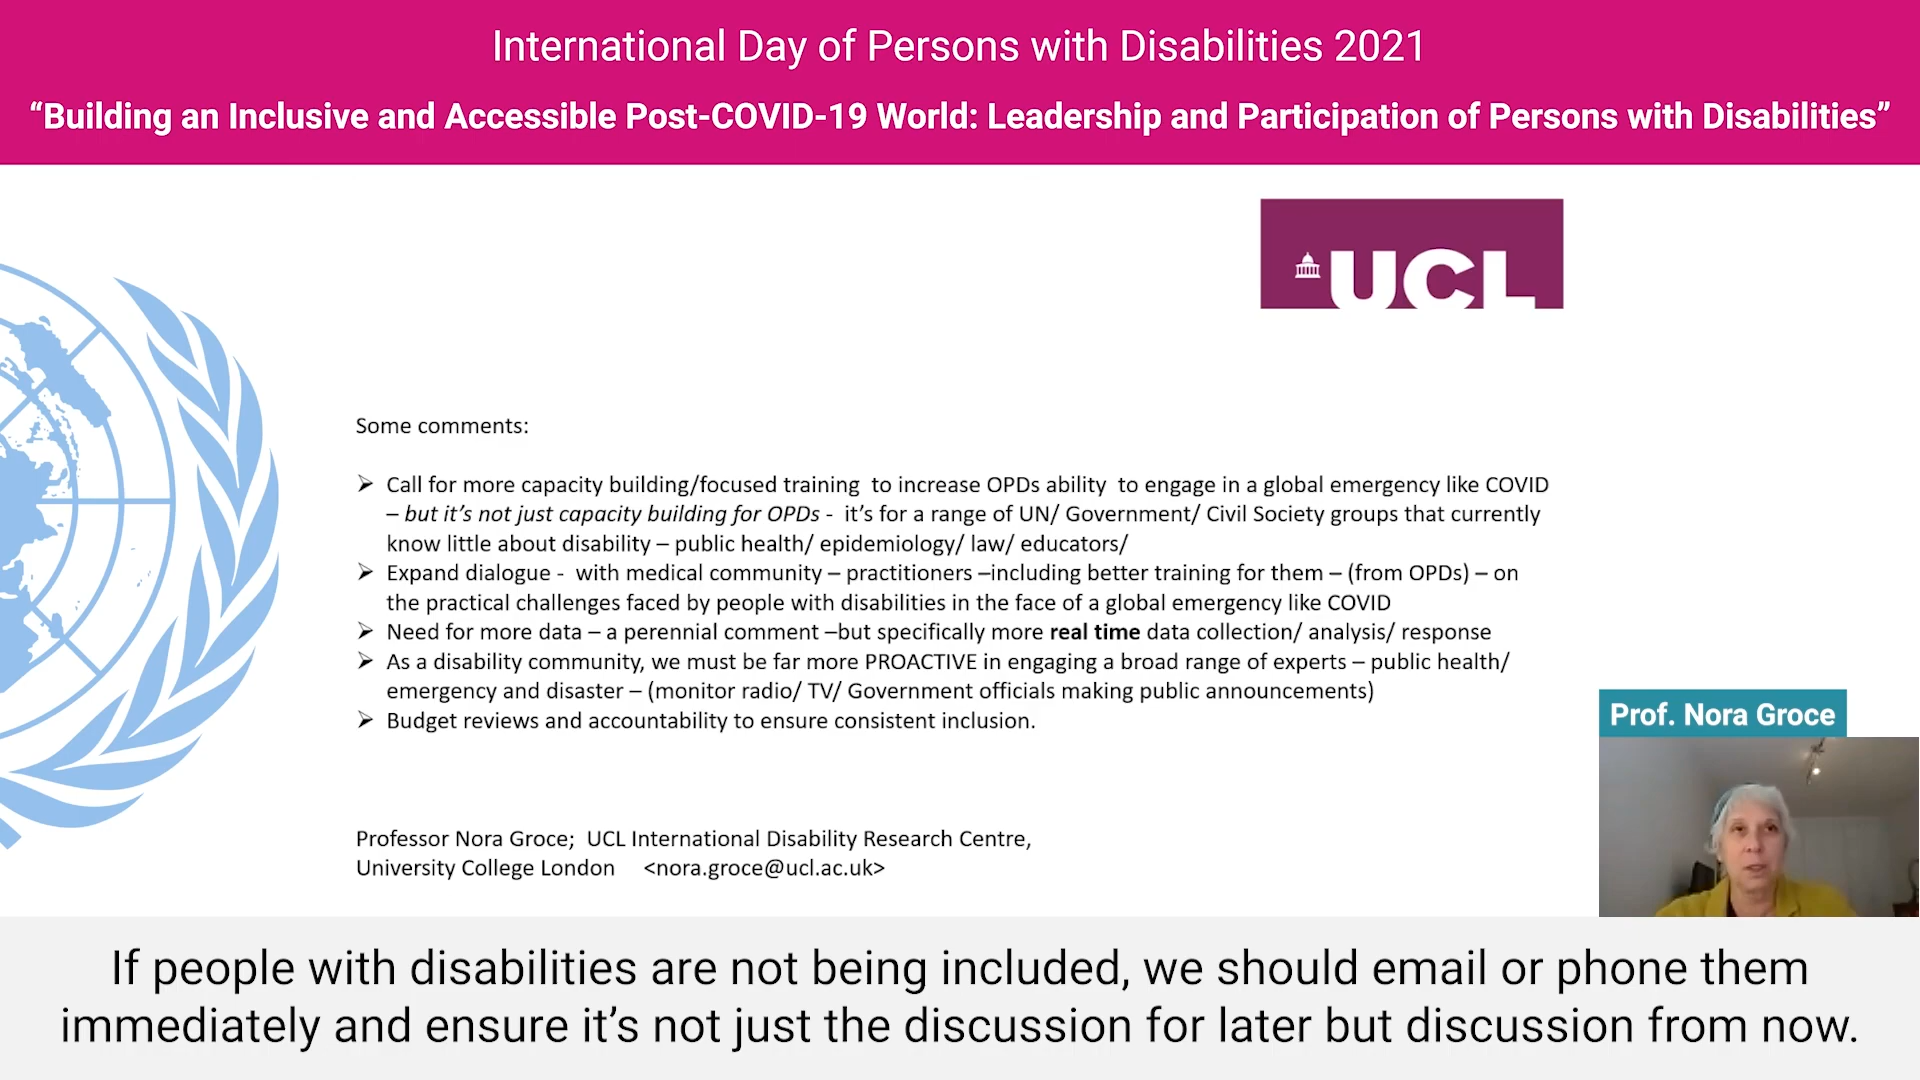 International Day of Persons with Disabilities 2021
“Building an Inclusive and Accessible Post-COVID-19 World: Leadership and Participation of Persons with Disabilities”
UCL
Some comments:
➢ Call for more capacity building/focused training to increase OPDs ability to engage in a global emergency like COVID
– but it’s not just capacity building for OPDs - it’s for a range of UN/ Government/ Civil Society groups that currently
know little about disability – public health/ epidemiology/ law/ educators/
➢ Expand dialogue - with medical community – practitioners –including better training for them – (from OPDs) – on
the practical challenges faced by people with disabilities in the face of a global emergency like COVID
➢ Need for more data – a perennial comment –but specifically more real time data collection/ analysis/ response
➢ As a disability community, we must be far more PROACTIVE in engaging a broad range of experts – public health/
emergency and disaster – (monitor radio/ TV/ Government officials making public announcements)
➢ Budget reviews and accountability to ensure consistent inclusion.
Prof. Nora Groce
Professor Nora Groce; UCL International Disability Research Centre,
University College London <nora.groce@ucl.ac.uk>
If people with disabilities are not being included, we should email or phone them
immediately and ensure it’s not just the discussion for later but discussion from now.